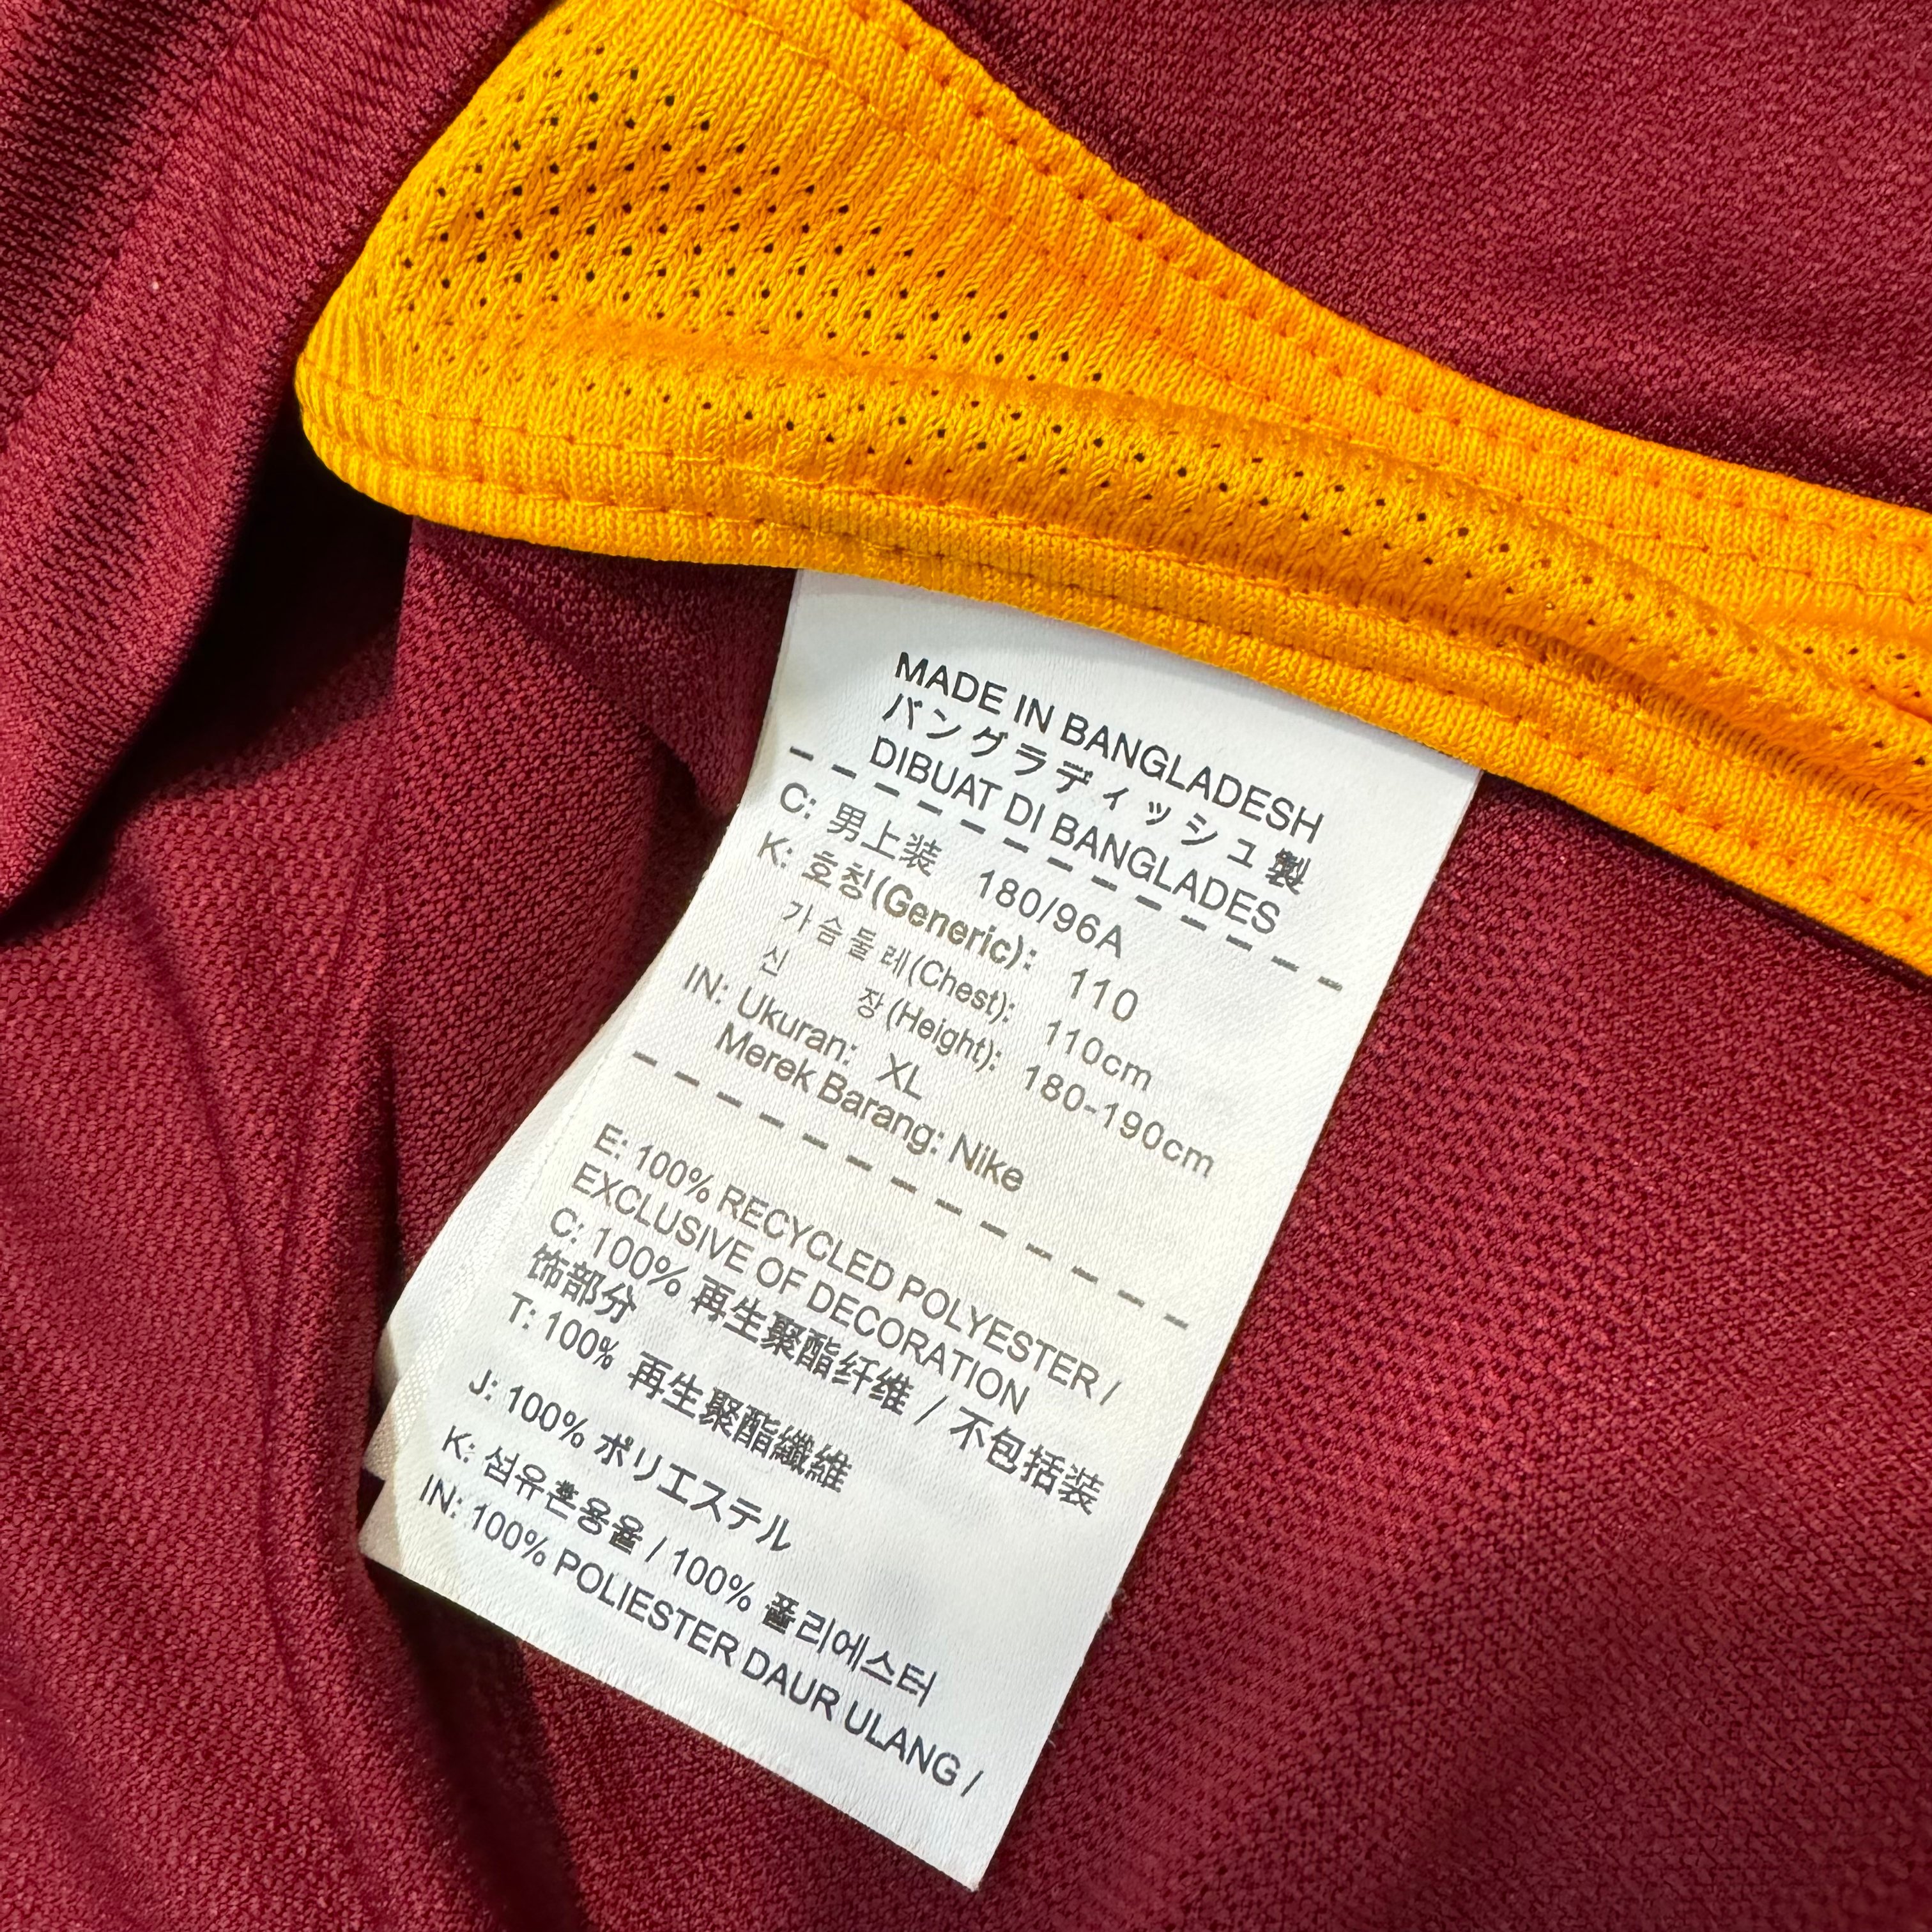 MADE IN BANGLADESH
バングラディッシュ製
DIBUAT DI BANGLADES
C: 男上装 180/96A
K: 호칭(Generic): 110
가슴둘레(Chest): 110cm
신 장(Height): 180-190cm
IN: Ukuran: XL
Merek Barang: Nike
E: 100% RECYCLED POLYESTER /
EXCLUSIVE OF DECORATION
C: 100% 再生聚酯纤维 / 不包括装
饰部分
T: 100% 再生聚酯纖維
J: 100% ポリエステル
K: 섬유혼용율 / 100% 폴리에스터
IN: 100% POLIESTER DAUR ULANG /